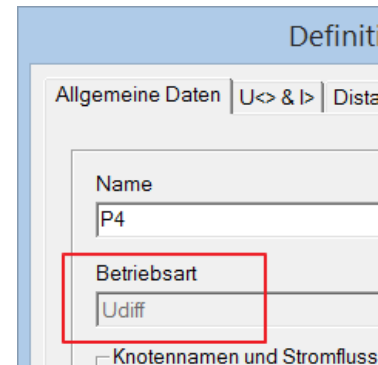 Definiti
Allgemeine Daten U<> & I> Dista
Name
P4
Betriebsart
Udiff
Knotennamen und Stromfluss